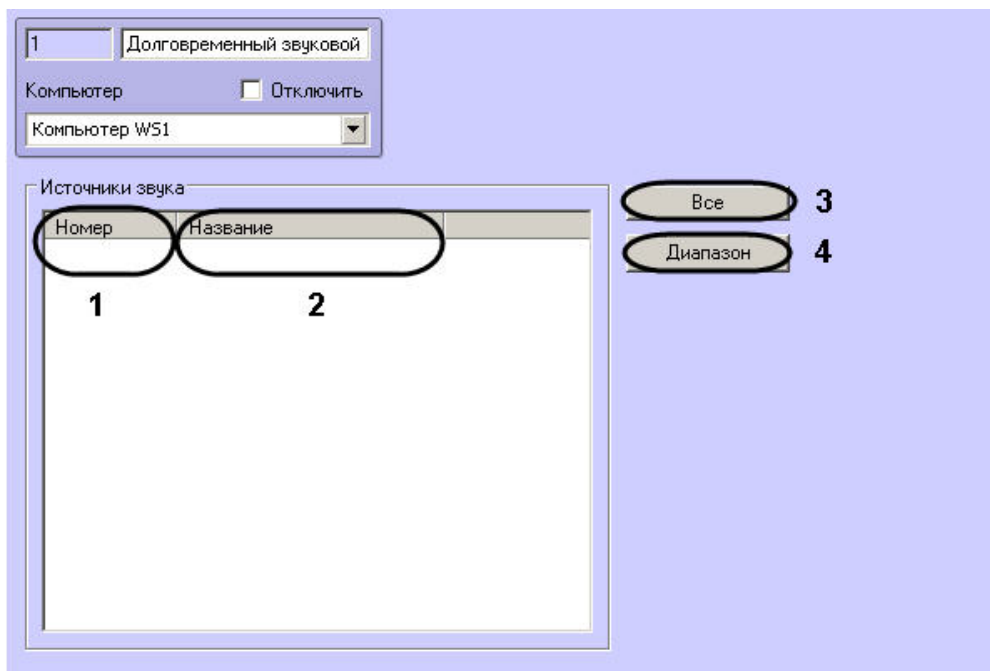 1 Долговременный звуковой
Компьютер Отключить
Компьютер WS1
Источники звука
Номер Название
1 2
Все 3
Диапазон 4